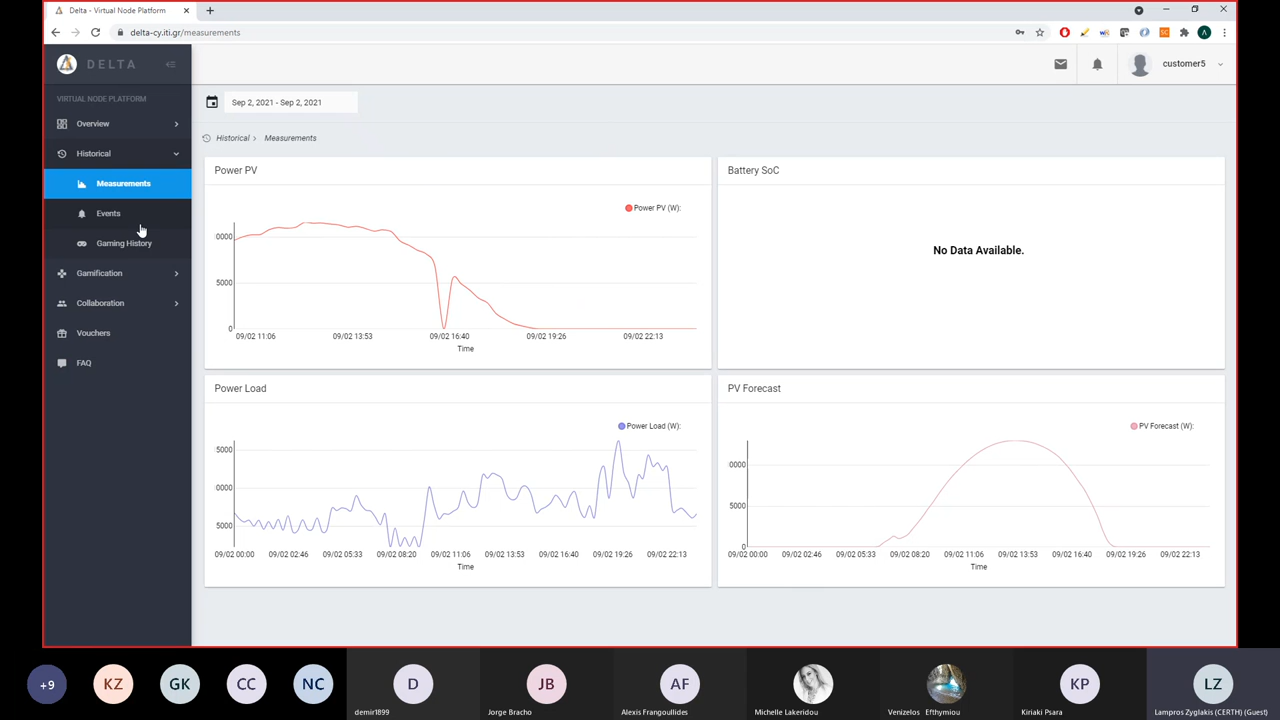 Delta - Virtual Node Platform
delta-cy.iti.gr/measurements
DELTA
customer5
VIRTUAL NODE PLATFORM
Overview
Historical
Measurements
Events
Gaming History
Gamification
Collaboration
Vouchers
FAQ
Sep 2, 2021 - Sep 2, 2021
Historical > Measurements
Power PV
Power PV (W):
0000
5000
0
09/02 11:06 09/02 13:53 09/02 16:40 09/02 19:26 09/02 22:13
Time
Battery SoC
No Data Available.
Power Load
Power Load (W):
5000
0000
5000
09/02 00:00 09/02 02:46 09/02 05:33 09/02 08:20 09/02 11:06 09/02 13:53 09/02 16:40 09/02 19:26 09/02 22:13
Time
PV Forecast
PV Forecast (W):
0000
5000
0
09/02 00:00 09/02 02:46 09/02 05:33 09/02 08:20 09/02 11:06 09/02 13:53 09/02 16:40 09/02 19:26 09/02 22:13
Time
+9 KZ GK CC NC D JB AF KP LZ
demir1899 Jorge Bracho Alexis Frangoullides Michelle Lakeridou Venizelos Efthymiou Kiriaki Psara Lampros Zyglakis (CERTH) (Guest)